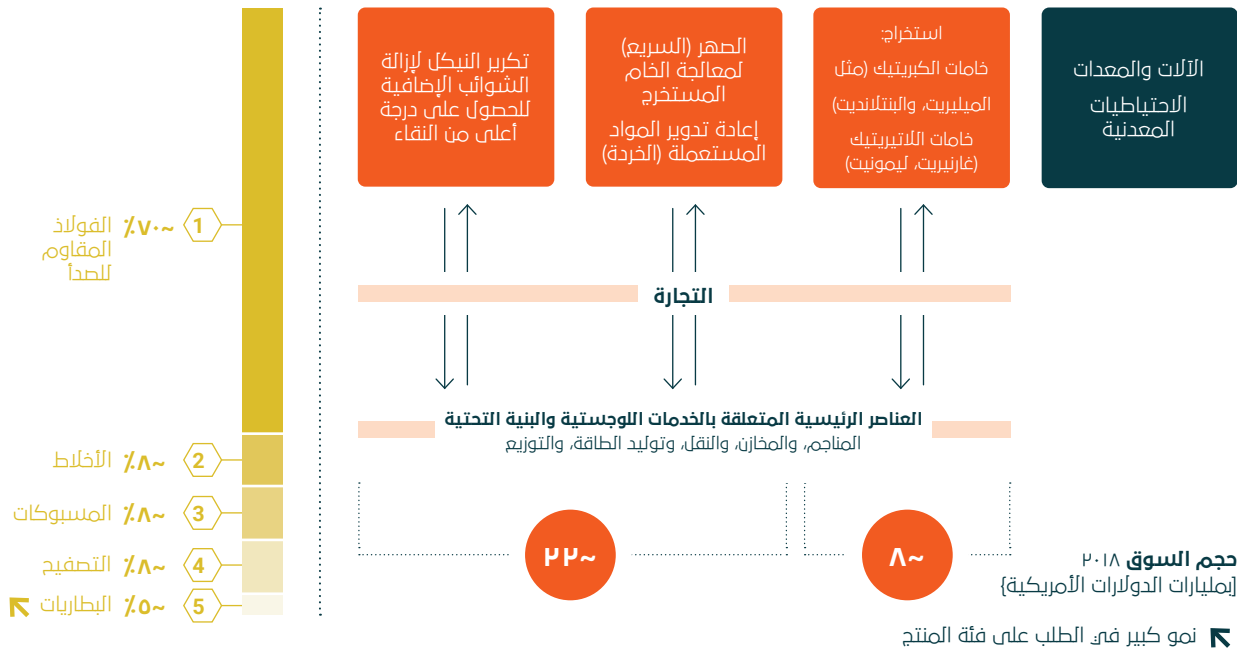 الآلات والمعدات
الاحتياطيات
المعدنية
استخراج:
خامات الكبريتيك (مثل
الميليريت، والبنتلانديت)
خامات اللاتيريتيك
(غارنيريت، ليمونيت)
الصهر (السريع)
لمعالجة الخام
المستخرج
إعادة تدوير المواد
المستعملة (الخردة)
تكرير النيكل لإزالة
الشوائب الإضافية
للحصول على درجة
أعلى من النقاء
التجارة
العناصر الرئيسية المتعلقة بالخدمات اللوجستية والبنية التحتية
المناجم، والمخازن، والنقل، وتوليد الطاقة، والتوزيع
حجم السوق ٢٠١٨
[بمليارات الدولارات الأمريكية}
~٨
~٢٢
نمو كبير في الطلب على فئة المنتج
1 ~٧٠٪ الفولاذ
المقاوم
للصدأ
2 ~٨٪ الأخلاط
3 ~٨٪ المسبوكات
4 ~٨٪ التصفيح
5 ~٥٪ البطاريات